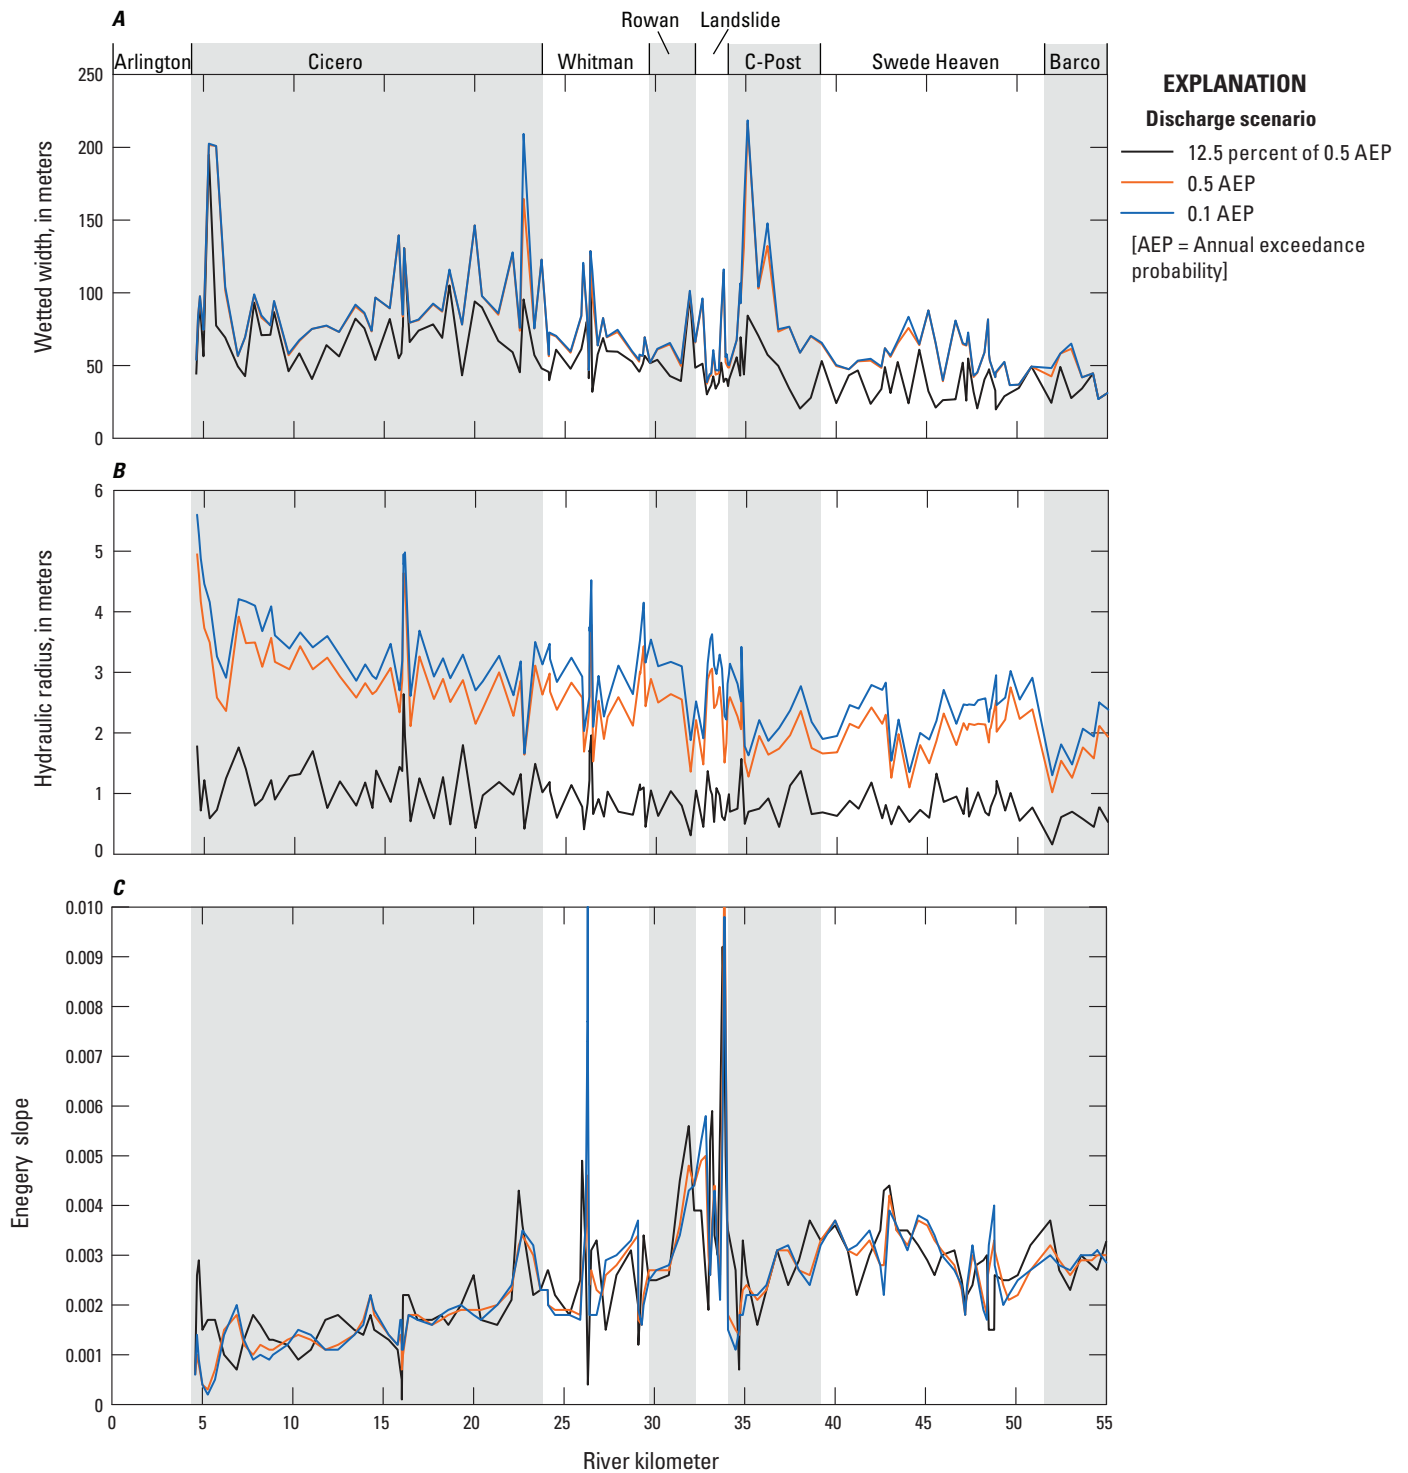 A
Rowan Landslide
Arlington Cicero Whitman C-Post Swede Heaven Barco
250
200
150
100
50
0
Wetted width, in meters
EXPLANATION
Discharge scenario
12.5 percent of 0.5 AEP
0.5 AEP
0.1 AEP
[AEP = Annual exceedance
probability]
B
6
5
4
3
2
1
0
Hydraulic radius, in meters
C
0.010
0.009
0.008
0.007
0.006
0.005
0.004
0.003
0.002
0.001
0
Enegery slope
0 5 10 15 20 25 30 35 40 45 50 55
River kilometer